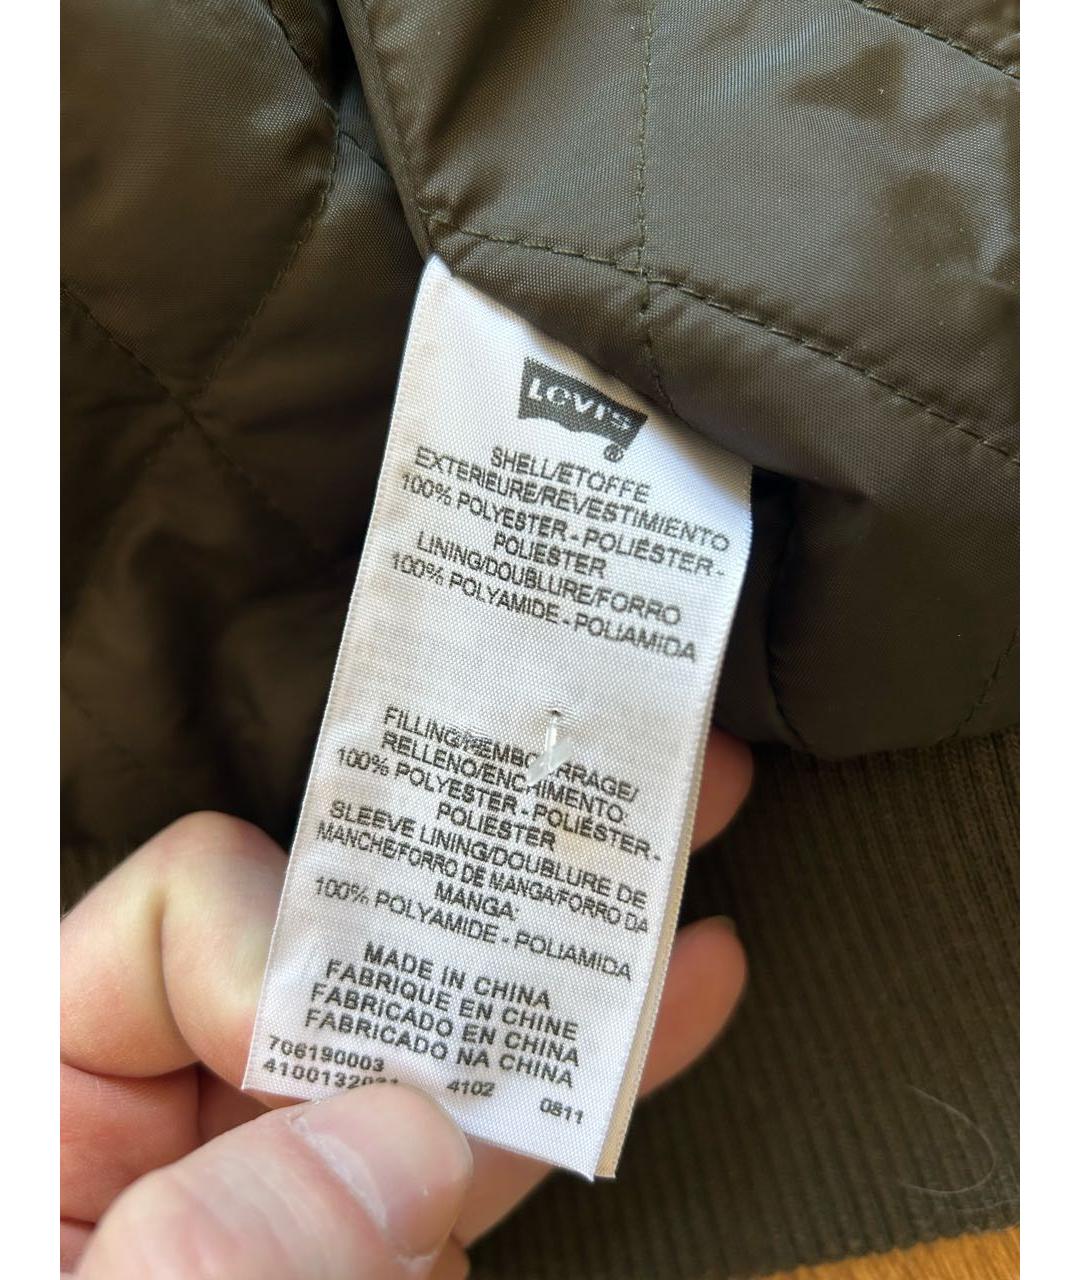 Levi's
®
SHELL/ETOFFE
EXTERIEURE/REVESTIMIENTO
100% POLYESTER - POLIÉSTER -
POLIESTER
LINING/DOUBLURE/FORRO
100% POLYAMIDE - POLIAMIDA
FILLING/REMBOURRAGE/
RELLENO/ENCHIMENTO
100% POLYESTER - POLIÉSTER -
POLIESTER
SLEEVE LINING/DOUBLURE DE
MANCHE/FORRO DE MANGA/FORRO DA
MANGA:
100% POLYAMIDE - POLIAMIDA
MADE IN CHINA
FABRIQUE EN CHINE
FABRICADO EN CHINA
FABRICADO NA CHINA
706190003
4102
0811